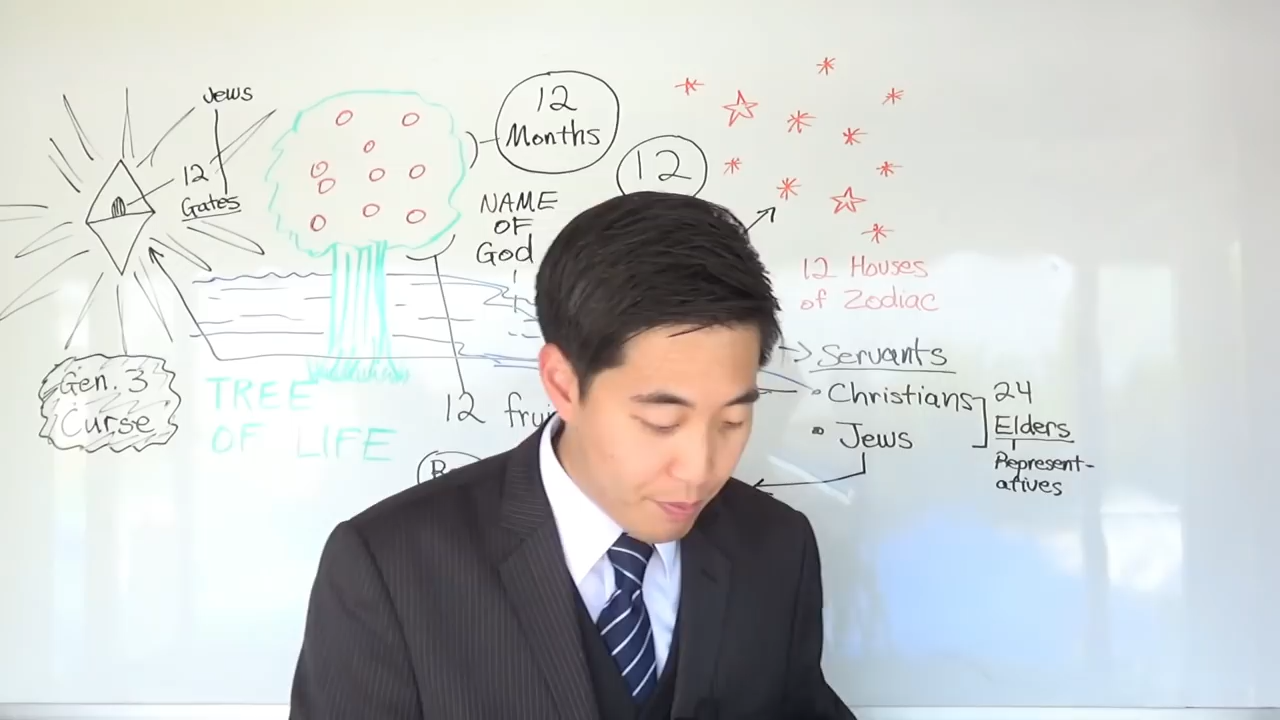 Jews
12
Gates
12
Months
12
NAME
OF
God
12 Houses
of Zodiac
Servants
• Christians
• Jews
24
Elders
Represent-
atives
Gen. 3
Curse
TREE
OF LIFE
12